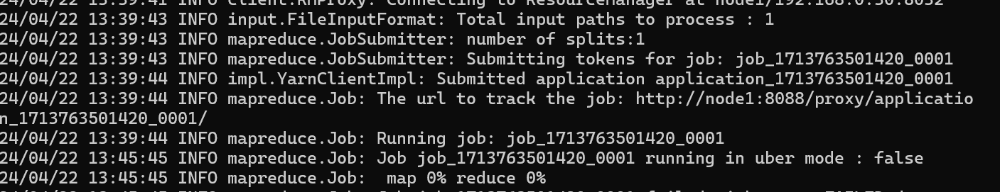 24/04/22 13:39:41 INFO client.RMProxy: Connecting to ResourceManager at node1/192.168.0.50:8032
24/04/22 13:39:43 INFO input.FileInputFormat: Total input paths to process : 1
24/04/22 13:39:43 INFO mapreduce.JobSubmitter: number of splits:1
24/04/22 13:39:43 INFO mapreduce.JobSubmitter: Submitting tokens for job: job_1713763501420_0001
24/04/22 13:39:44 INFO impl.YarnClientImpl: Submitted application application_1713763501420_0001
24/04/22 13:39:44 INFO mapreduce.Job: The url to track the job: http://node1:8088/proxy/applicatio
n_1713763501420_0001/
24/04/22 13:39:44 INFO mapreduce.Job: Running job: job_1713763501420_0001
24/04/22 13:45:45 INFO mapreduce.Job: Job job_1713763501420_0001 running in uber mode : false
24/04/22 13:45:45 INFO mapreduce.Job:  map 0% reduce 0%